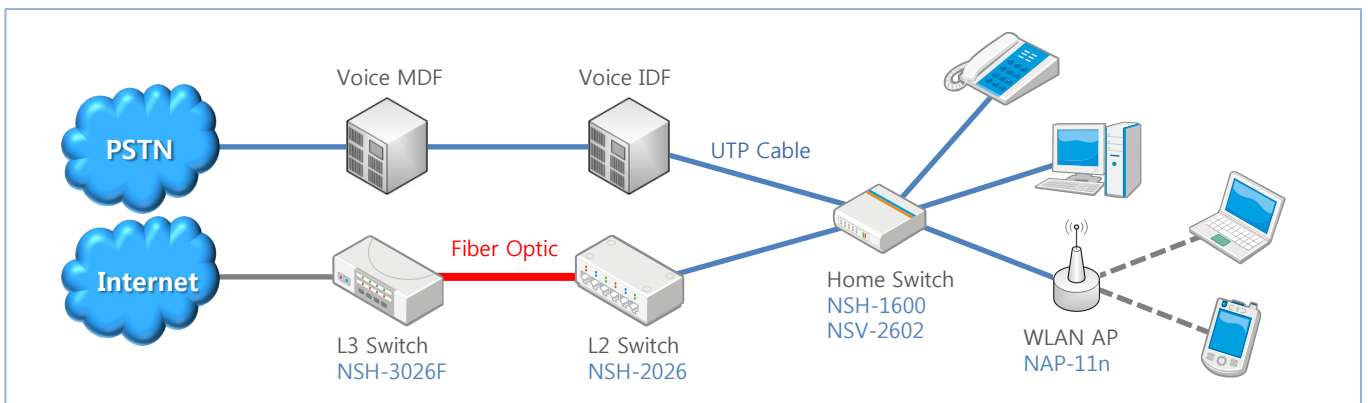 Voice MDF
Voice IDF
PSTN
UTP Cable
Internet
Fiber Optic
L3 Switch
NSH-3026F
L2 Switch
NSH-2026
Home Switch
NSH-1600
NSV-2602
WLAN AP
NAP-11n